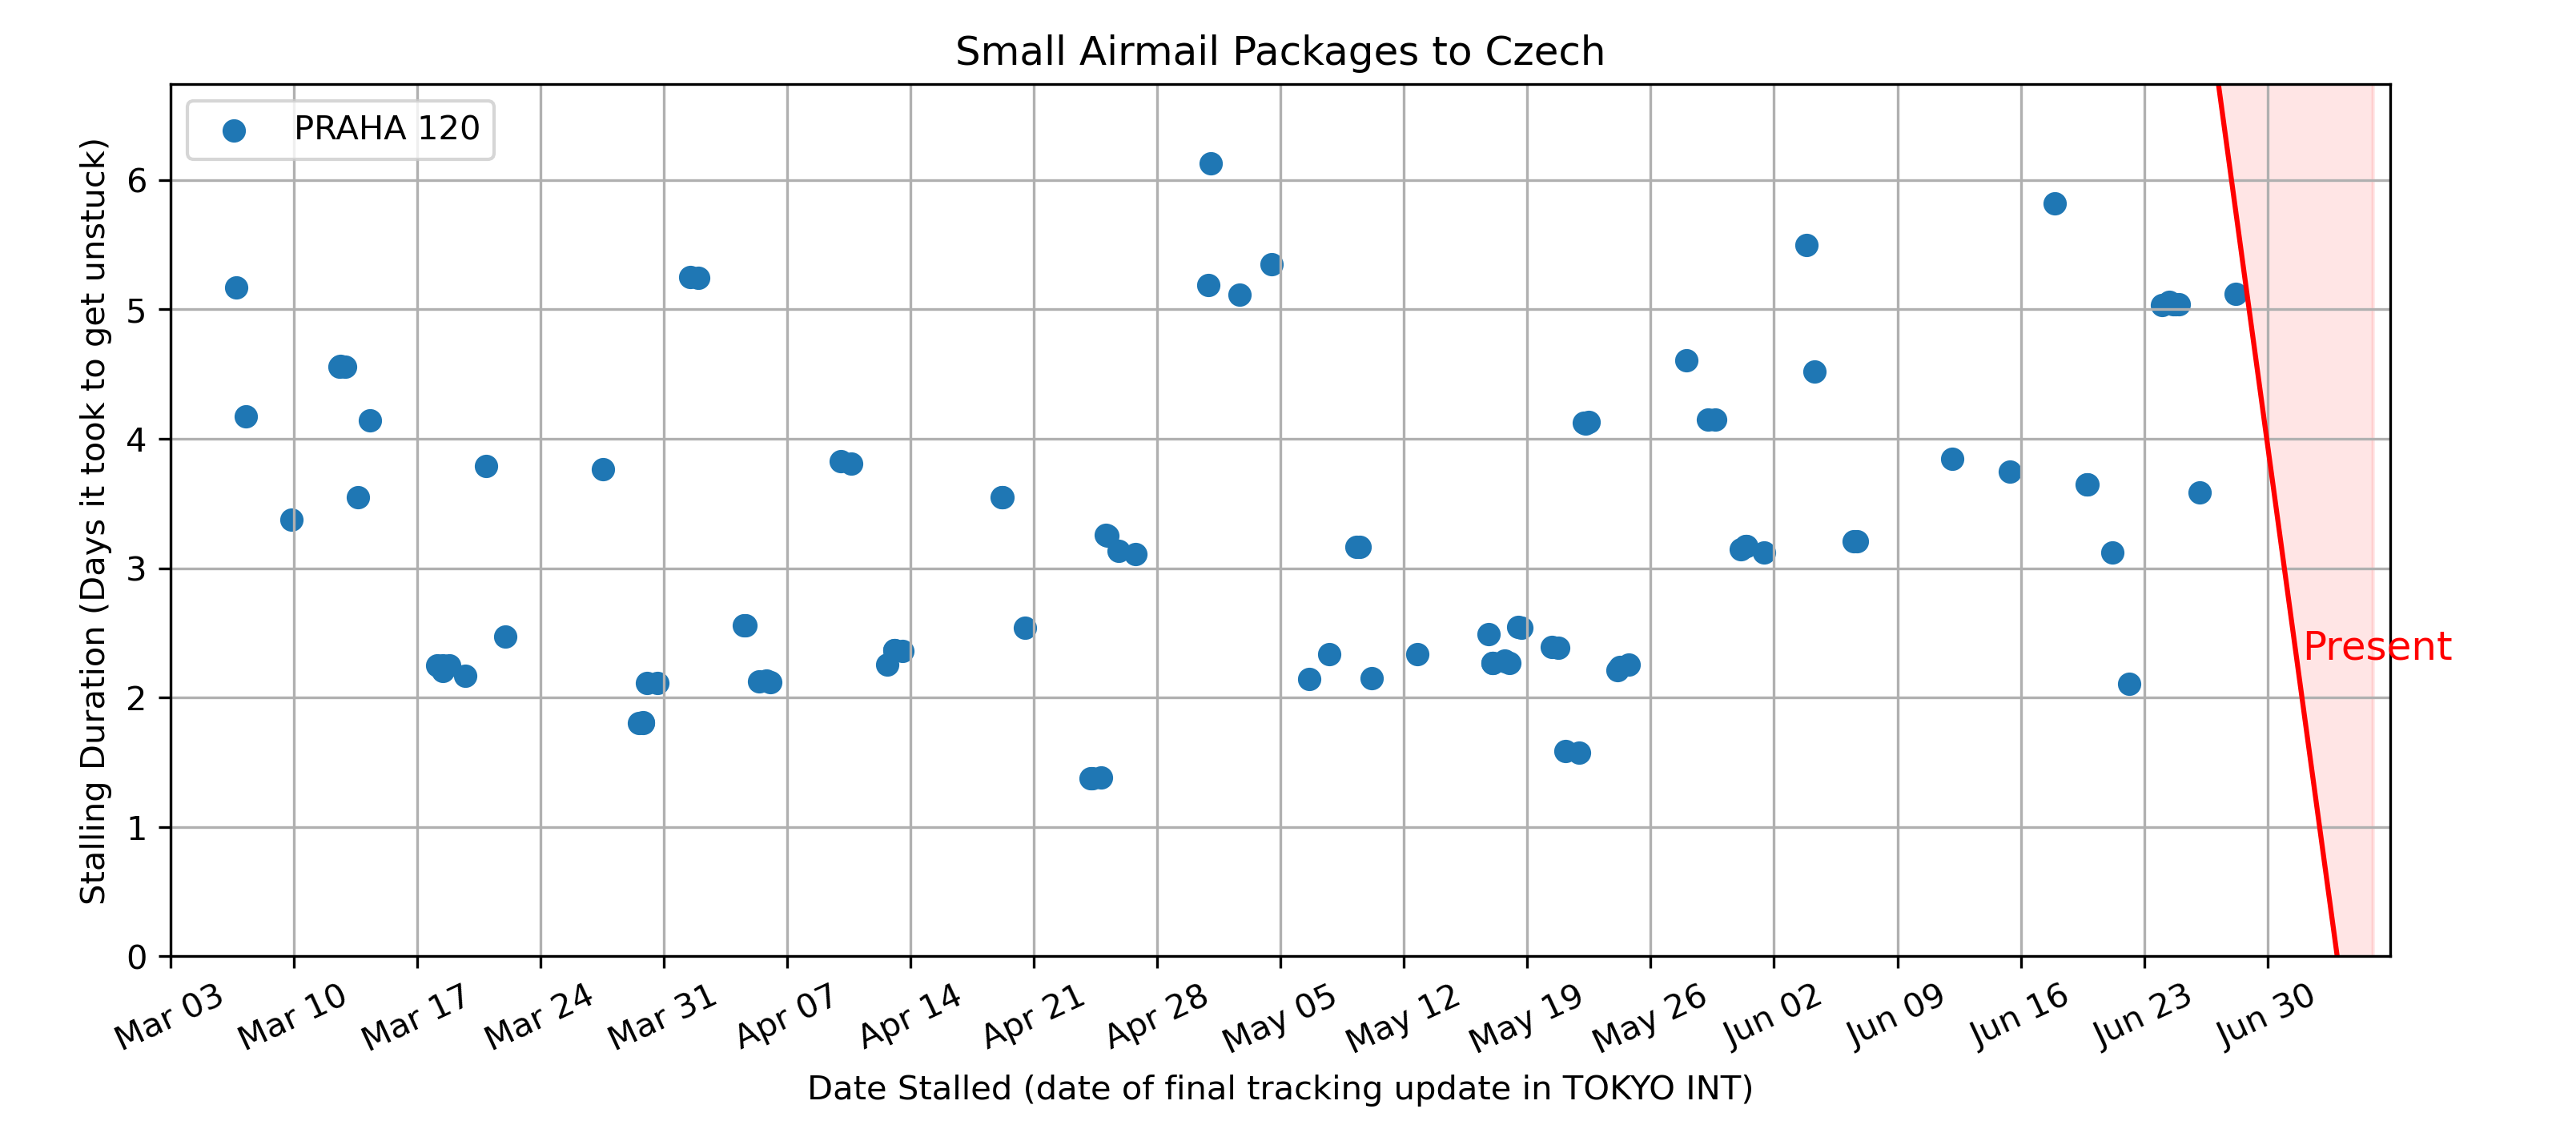 Small Airmail Packages to Czech
PRAHA 120
Stalling Duration (Days it took to get unstuck)
6
5
4
3
2
1
0
Present
Mar 03
Mar 10
Mar 17
Mar 24
Mar 31
Apr 07
Apr 14
Apr 21
Apr 28
May 05
May 12
May 19
May 26
Jun 02
Jun 09
Jun 16
Jun 23
Jun 30
Date Stalled (date of final tracking update in TOKYO INT)